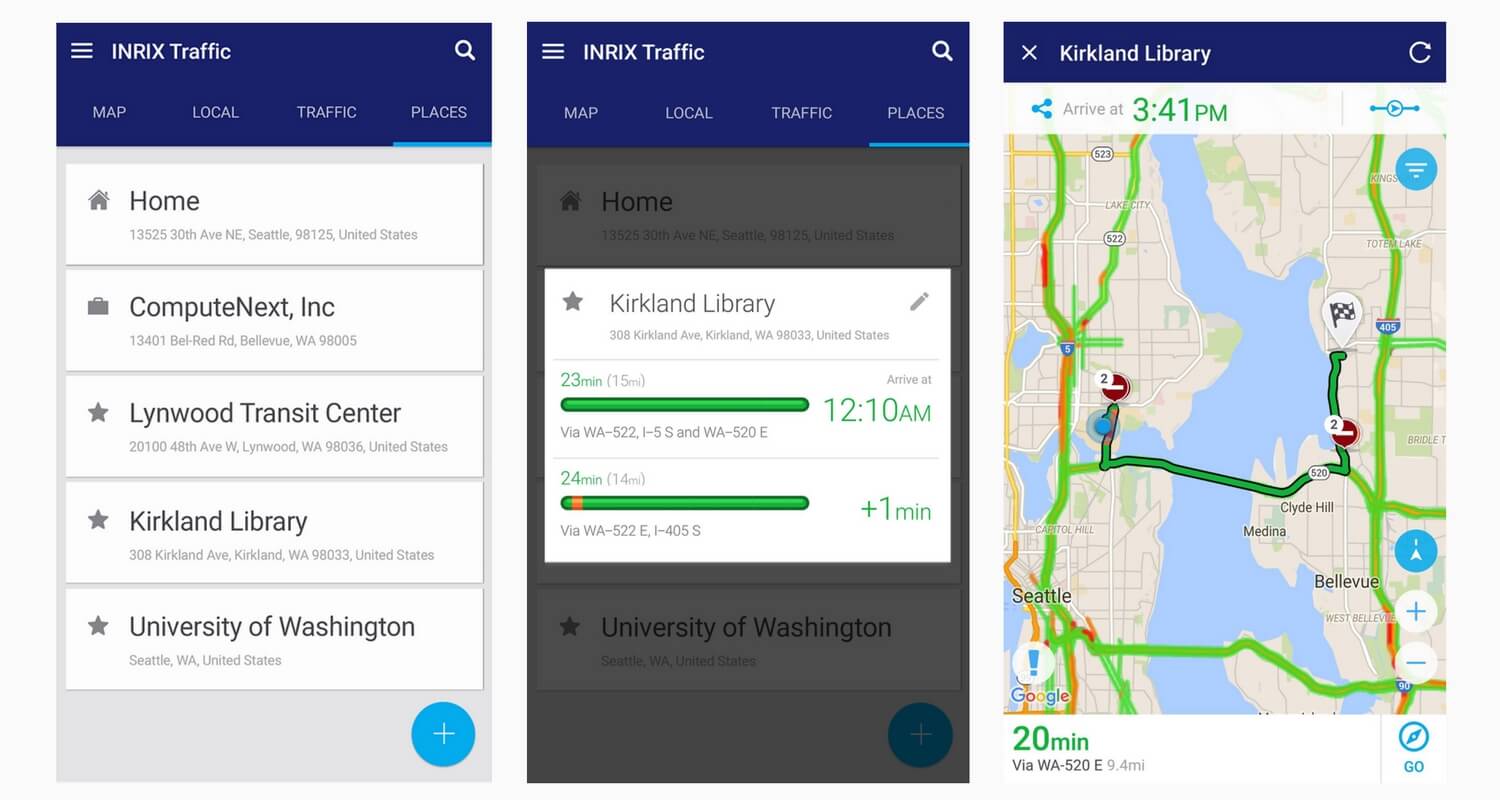 INRIX Traffic
MAP LOCAL TRAFFIC PLACES
Home
13525 30th Ave NE, Seattle, 98125, United States
ComputeNext, Inc
13401 Bel-Red Rd, Bellevue, WA 98005
Lynwood Transit Center
20100 48th Ave W, Lynwood, WA 98036, United States
Kirkland Library
308 Kirkland Ave, Kirkland, WA 98033, United States
University of Washington
Seattle, WA, United States
INRIX Traffic
MAP LOCAL TRAFFIC PLACES
Home
13525 30th Ave NE, Seattle, 98125, United States
Kirkland Library
308 Kirkland Ave, Kirkland, WA 98033, United States
23min (15mi)
Arrive at
12:10AM
Via WA-522, I-5 S and WA-520 E
24min (14mi)
+1min
Via WA-522 E, I-405 S
University of Washington
Seattle, WA, United States
Kirkland Library
Arrive at 3:41PM
523
KINGS
LAKE CITY
522
TOTEM LAKE
405
5
2
2
BRIDLE T
520
Clyde Hill
CAPITOL HILL
Medina
Bellevue
Seattle
WEST BELLEVUE
90
Google
20min
Via WA-520 E 9.4mi
GO